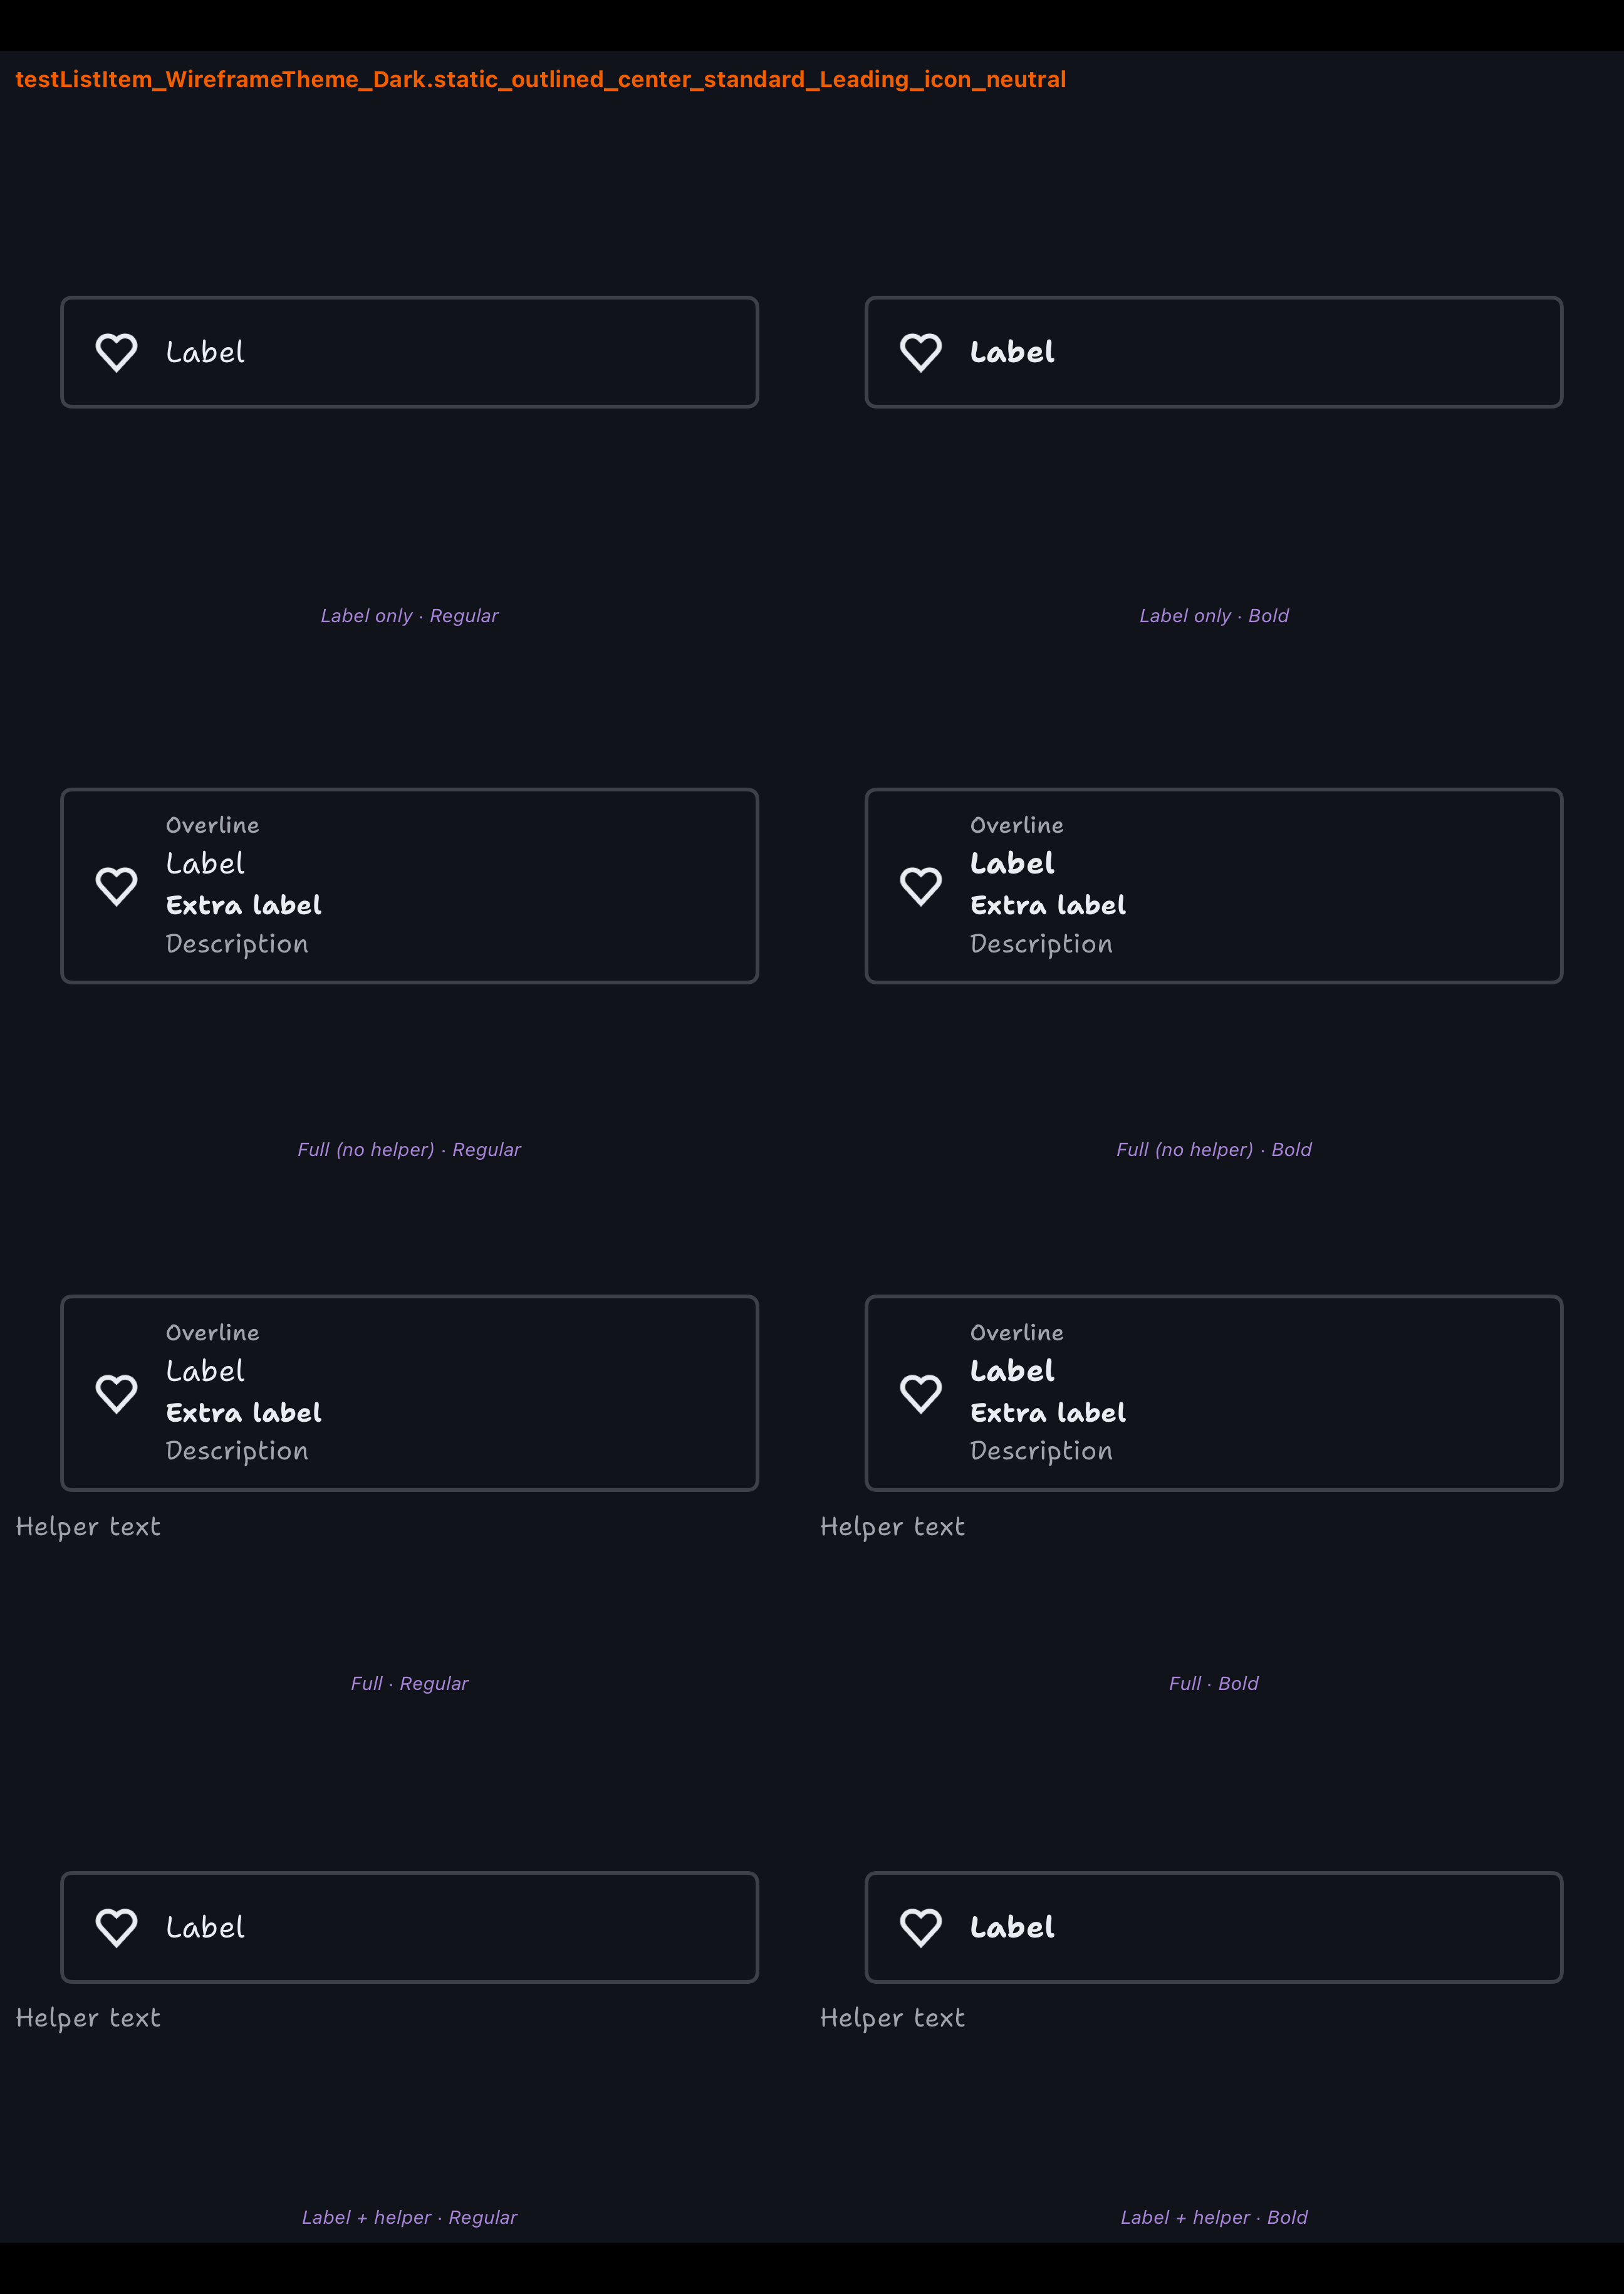 testListItem_WireframeTheme_Dark.static_outlined_center_standard_Leading_icon_neutral
Label
Label
Label only · Regular
Label only · Bold
Overline
Label
Extra label
Description
Overline
Label
Extra label
Description
Full (no helper) · Regular
Full (no helper) · Bold
Overline
Label
Extra label
Description
Helper text
Overline
Label
Extra label
Description
Helper text
Full · Regular
Full · Bold
Label
Helper text
Label
Helper text
Label + helper · Regular
Label + helper · Bold